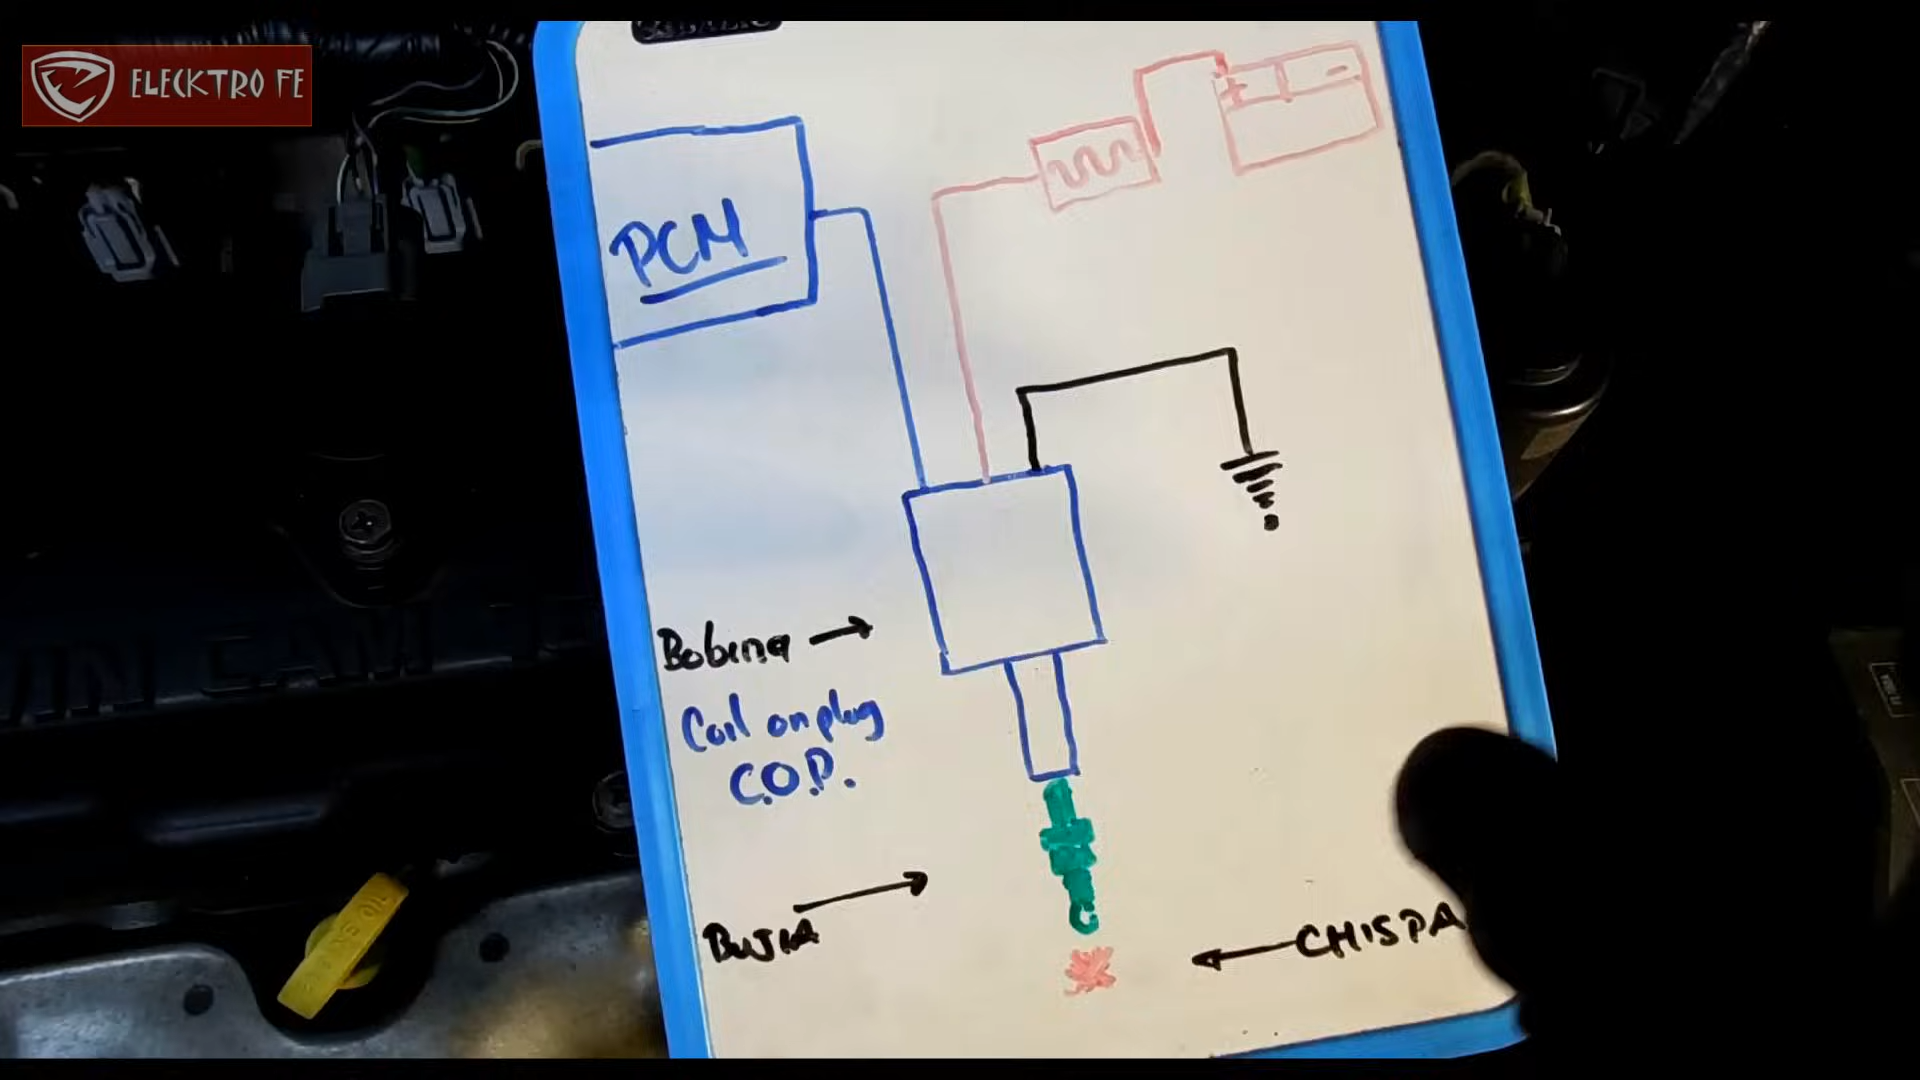 ELECKTRO FE
+ -
PCM
Bobina
Coil on plug
C.O.P.
BUJIA
CHISPA